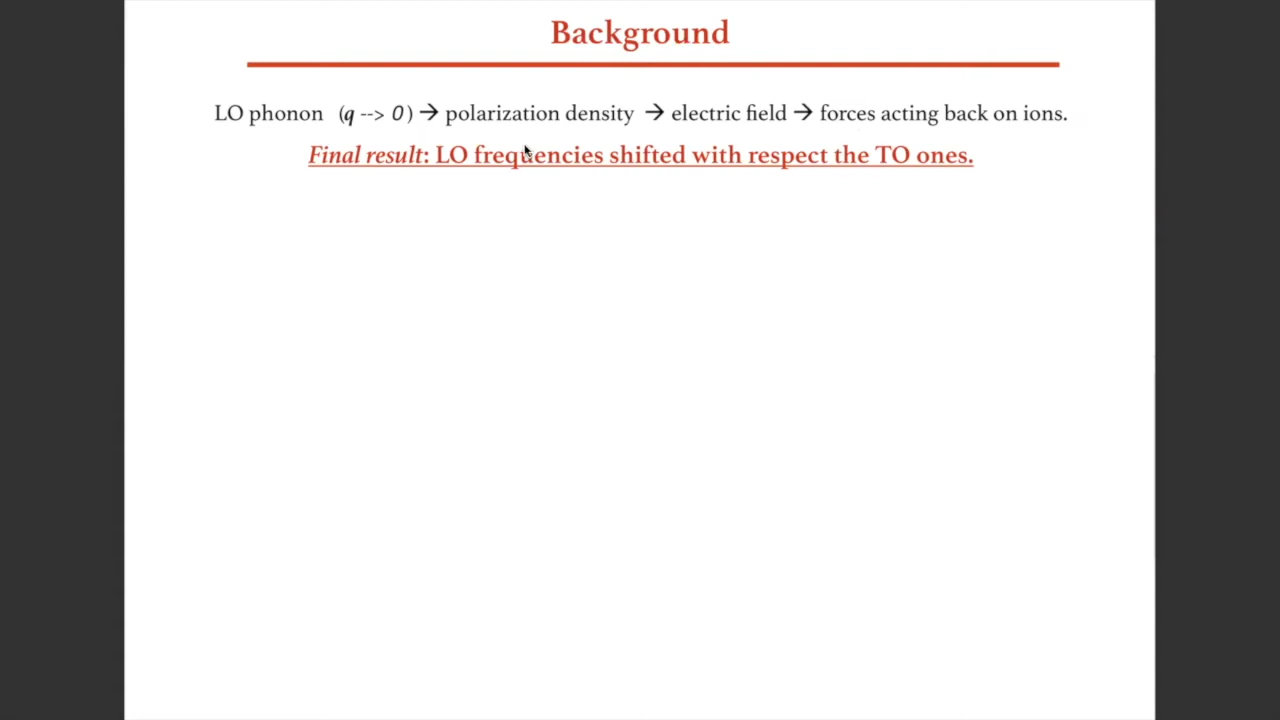 Background
LO phonon (q --> 0) → polarization density → electric field → forces acting back on ions.
Final result: LO frequencies shifted with respect the TO ones.